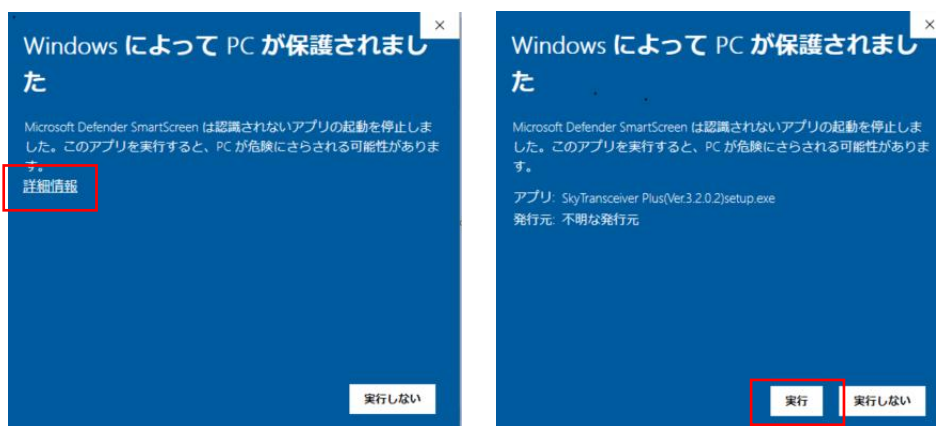 Windows によって PC が保護されまし
た
Microsoft Defender SmartScreen は認識されないアプリの起動を停止しま
した。このアプリを実行すると、PC が危険にさらされる可能性がありま
す。
詳細情報
実行しない
Windows によって PC が保護されまし
た
Microsoft Defender SmartScreen は認識されないアプリの起動を停止しま
した。このアプリを実行すると、PC が危険にさらされる可能性がありま
す。
アプリ: SkyTransceiver Plus(Ver.3.2.0.2)setup.exe
発行元: 不明な発行元
実行 実行しない